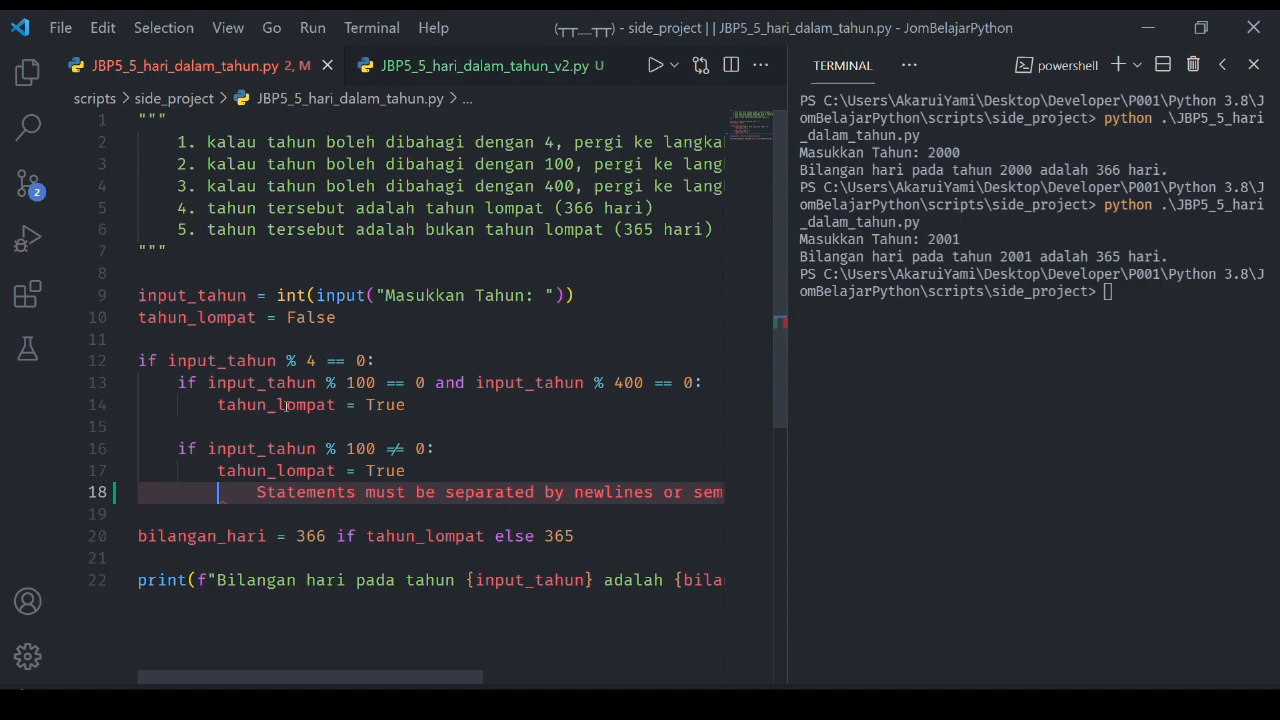 File Edit Selection View Go Run Terminal Help (┬┬﹏┬┬) - side_project || JBP5_5_hari_dalam_tahun.py - JomBelajarPython
JBP5_5_hari_dalam_tahun.py 2, M JBP5_5_hari_dalam_tahun_v2.py U
scripts > side_project > JBP5_5_hari_dalam_tahun.py > ...
1 """
2 1. kalau tahun boleh dibahagi dengan 4, pergi ke langka
3 2. kalau tahun boleh dibahagi dengan 100, pergi ke lang
4 3. kalau tahun boleh dibahagi dengan 400, pergi ke lang
5 4. tahun tersebut adalah tahun lompat (366 hari)
6 5. tahun tersebut adalah bukan tahun lompat (365 hari)
7 """
8
9 input_tahun = int(input("Masukkan Tahun: "))
10 tahun_lompat = False
11
12 if input_tahun % 4 == 0:
13 if input_tahun % 100 == 0 and input_tahun % 400 == 0:
14 tahun_lompat = True
15
16 if input_tahun % 100 ≠ 0:
17 tahun_lompat = True
18 Statements must be separated by newlines or sem
19
20 bilangan_hari = 366 if tahun_lompat else 365
21
22 print(f"Bilangan hari pada tahun {input_tahun} adalah {bila
2
TERMINAL ... powershell
PS C:\Users\AkaruiYami\Desktop\Developer\P001\Python 3.8\J
omBelajarPython\scripts\side_project> python .\JBP5_5_hari
_dalam_tahun.py
Masukkan Tahun: 2000
Bilangan hari pada tahun 2000 adalah 366 hari.
PS C:\Users\AkaruiYami\Desktop\Developer\P001\Python 3.8\J
omBelajarPython\scripts\side_project> python .\JBP5_5_hari
_dalam_tahun.py
Masukkan Tahun: 2001
Bilangan hari pada tahun 2001 adalah 365 hari.
PS C:\Users\AkaruiYami\Desktop\Developer\P001\Python 3.8\J
omBelajarPython\scripts\side_project>